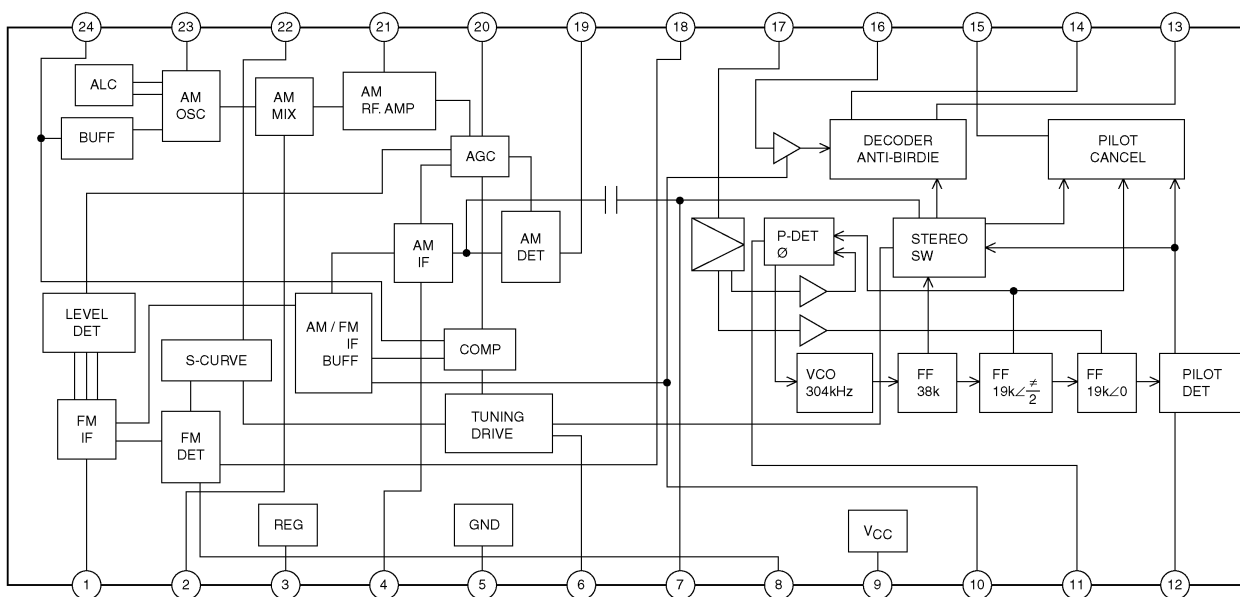 24
23
22
21
20
19
18
17
16
15
14
13
ALC
AM
OSC
AM
MIX
AM
RF. AMP
BUFF
AGC
DECODER
ANTI-BIRDIE
PILOT
CANCEL
AM
IF
AM
DET
P-DET
Ø
STEREO
SW
LEVEL
DET
AM / FM
IF
BUFF
S-CURVE
COMP
VCO
304kHz
FF
38k
FF
19k∠≠/2
FF
19k∠0
PILOT
DET
FM
IF
FM
DET
TUNING
DRIVE
REG
GND
VCC
1
2
3
4
5
6
7
8
9
10
11
12